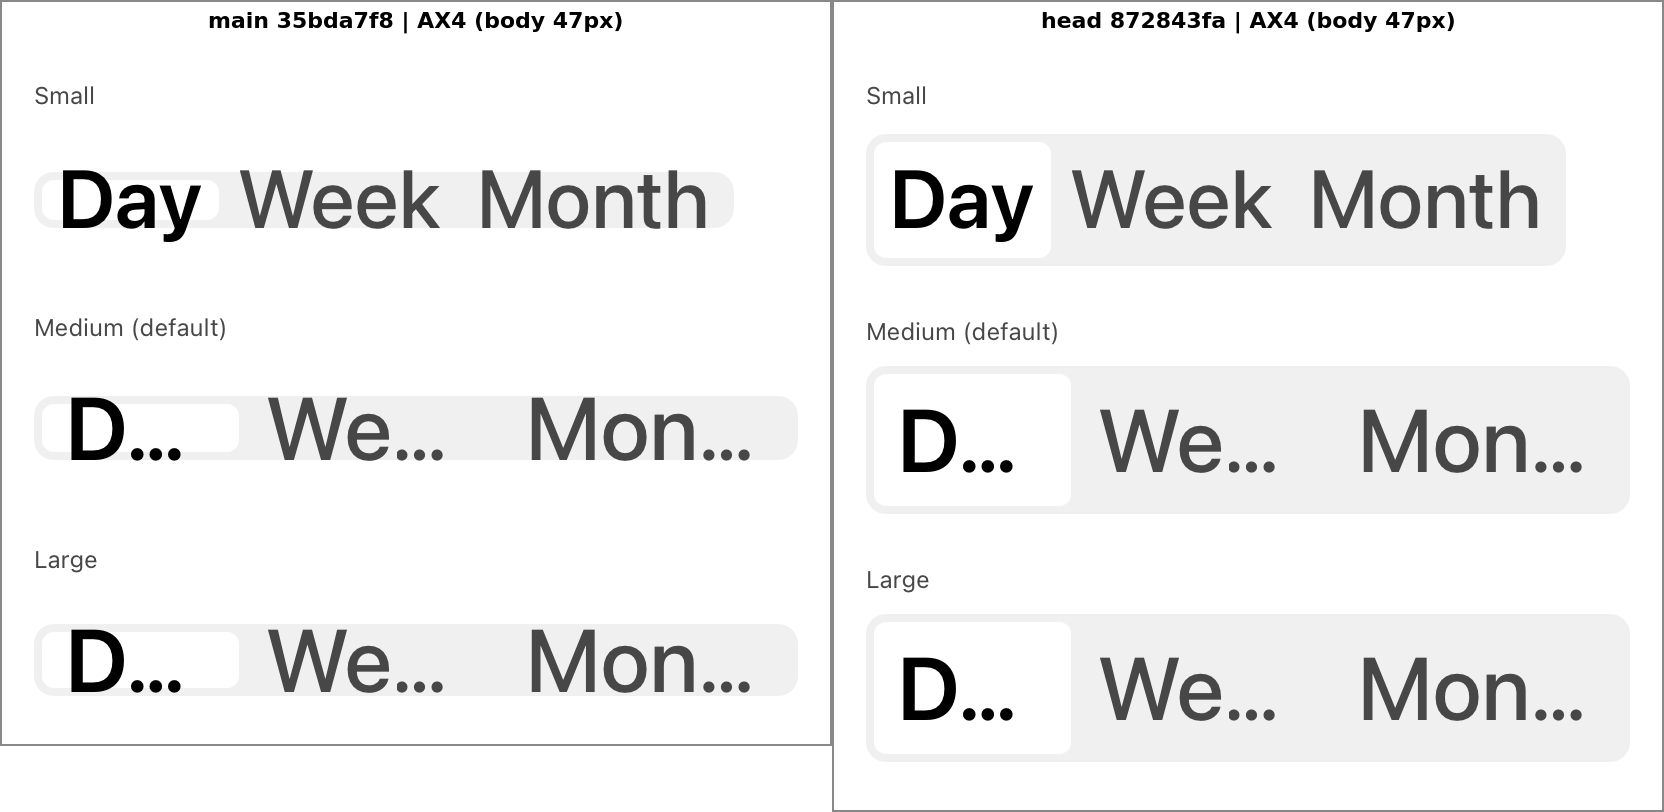 main 35bda7f8 | AX4 (body 47px)
Small
Day Week Month
Medium (default)
D... We... Mon...
Large
D... We... Mon...
head 872843fa | AX4 (body 47px)
Small
Day Week Month
Medium (default)
D... We... Mon...
Large
D... We... Mon...